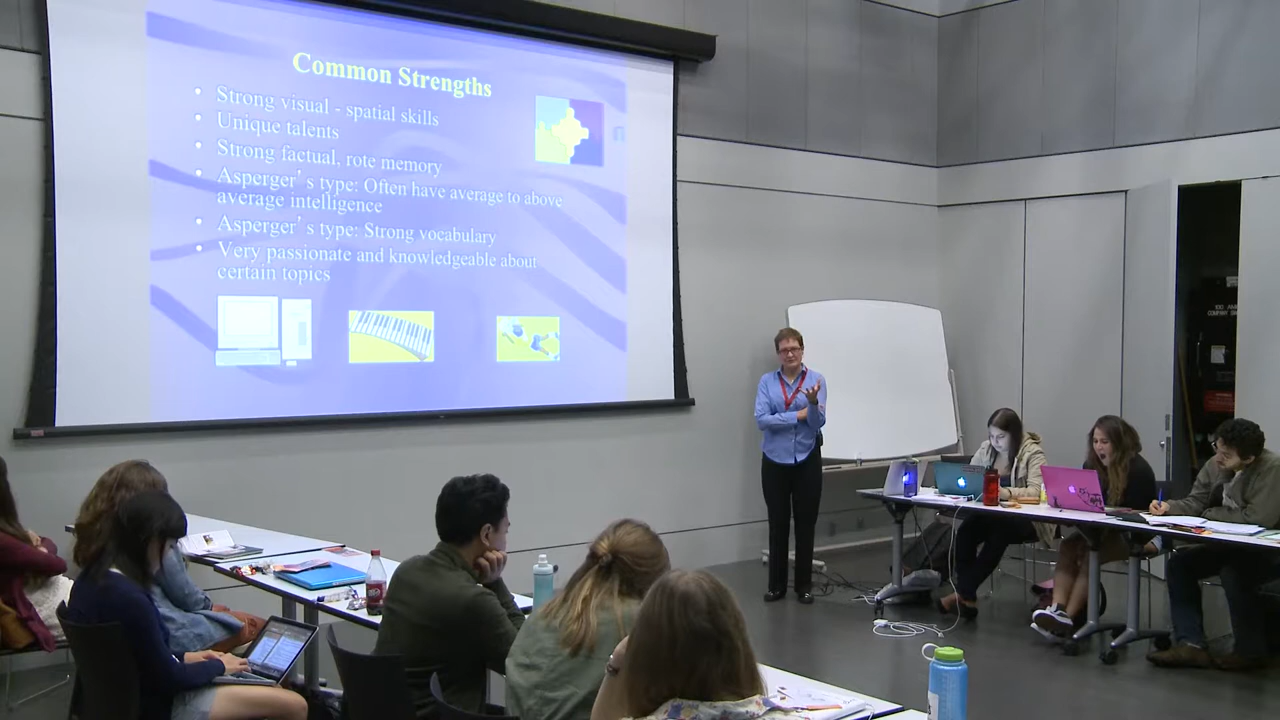 Common Strengths
• Strong visual - spatial skills
• Unique talents
• Strong factual, rote memory
• Asperger’s type: Often have average to above
average intelligence
• Asperger’s type: Strong vocabulary
• Very passionate and knowledgeable about
certain topics